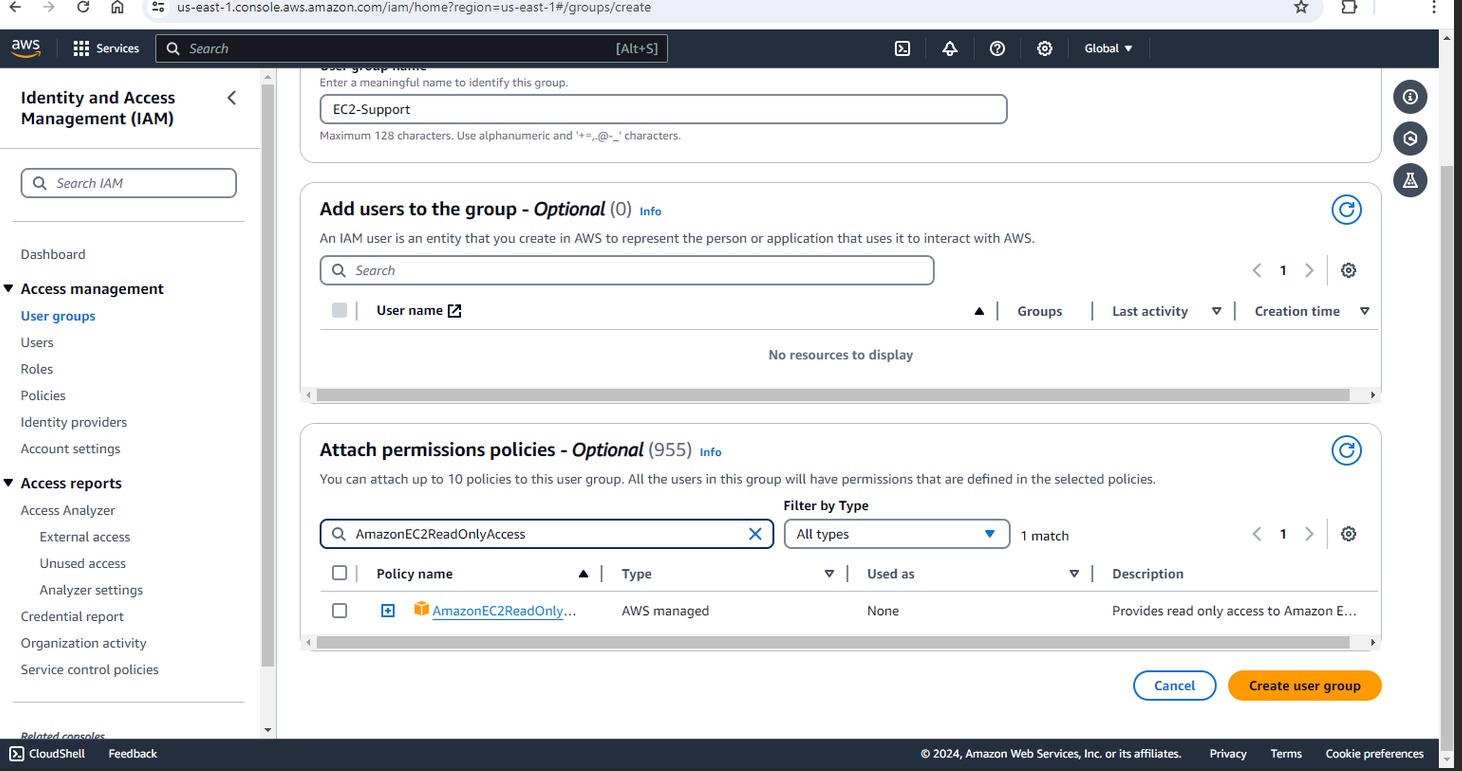 us-east-1.console.aws.amazon.com/iam/home?region=us-east-1#/groups/create
aws
Services
Search
[Alt+S]
Global
Identity and Access
Management (IAM)
Search IAM
Dashboard
Access management
User groups
Users
Roles
Policies
Identity providers
Account settings
Access reports
Access Analyzer
External access
Unused access
Analyzer settings
Credential report
Organization activity
Service control policies
Related consoles
User group name
Enter a meaningful name to identify this group.
EC2-Support
Maximum 128 characters. Use alphanumeric and '+=,.@-_' characters.
Add users to the group - Optional (0) Info
An IAM user is an entity that you create in AWS to represent the person or application that uses it to interact with AWS.
Search
1
User name Groups Last activity Creation time
No resources to display
Attach permissions policies - Optional (955) Info
You can attach up to 10 policies to this user group. All the users in this group will have permissions that are defined in the selected policies.
Filter by Type
AmazonEC2ReadOnlyAccess All types 1 match 1
Policy name Type Used as Description
AmazonEC2ReadOnly... AWS managed None Provides read only access to Amazon E...
Cancel Create user group
CloudShell Feedback © 2024, Amazon Web Services, Inc. or its affiliates. Privacy Terms Cookie preferences